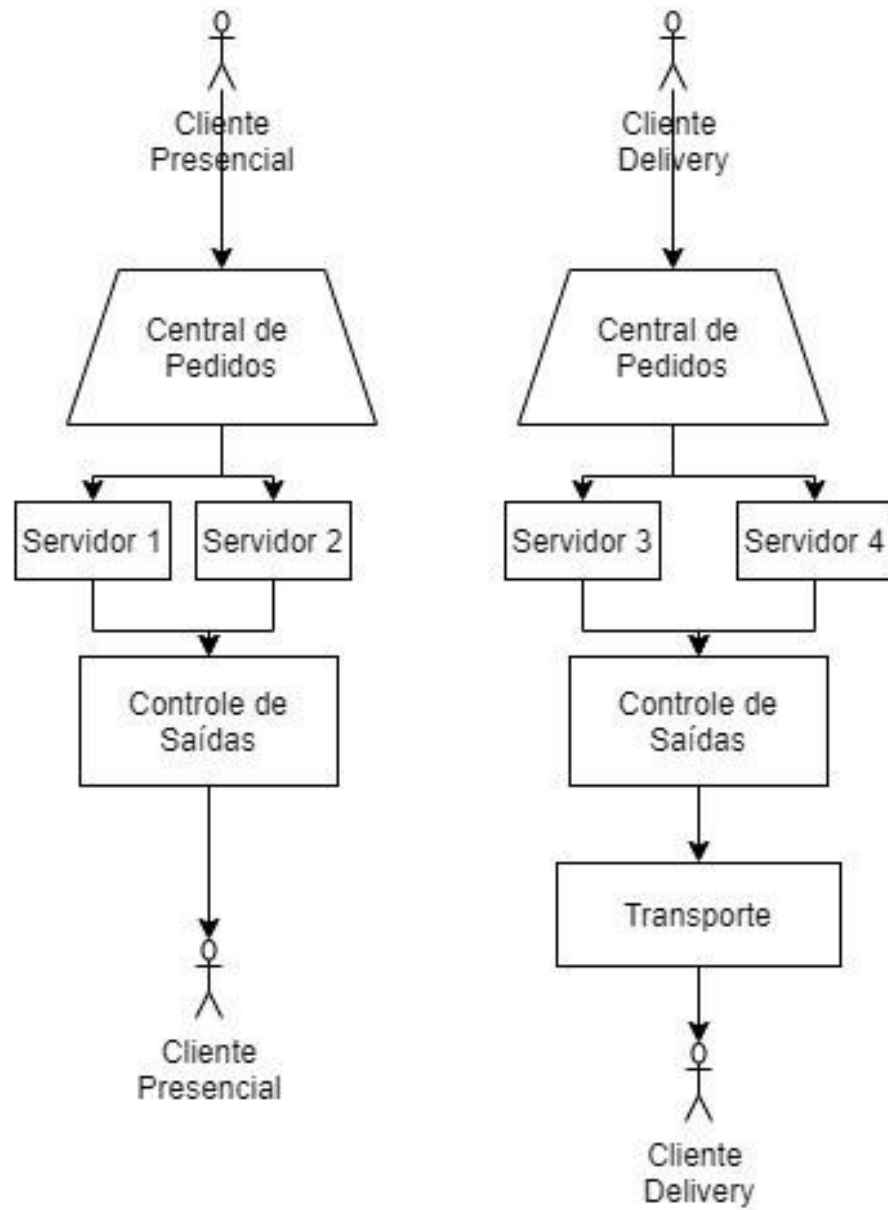 Cliente
Presencial
Cliente
Delivery
Central de
Pedidos
Central de
Pedidos
Servidor 1
Servidor 2
Servidor 3
Servidor 4
Controle de
Saídas
Controle de
Saídas
Transporte
Cliente
Presencial
Cliente
Delivery